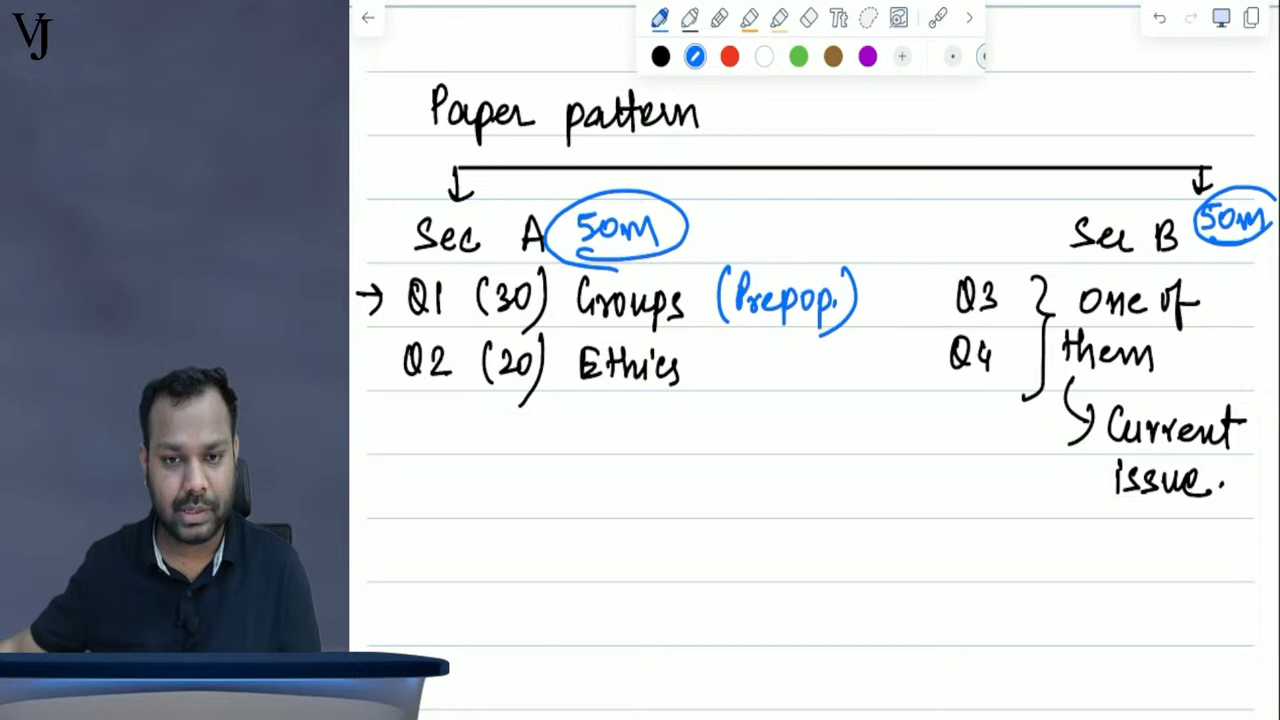 VJ
Tt
Paper pattern
Sec A 50m
→ Q1 (30) Groups (Prepop.)
Q2 (20) Ethics
Sec B 50m
Q3 } one of
Q4 them
Current
issue.